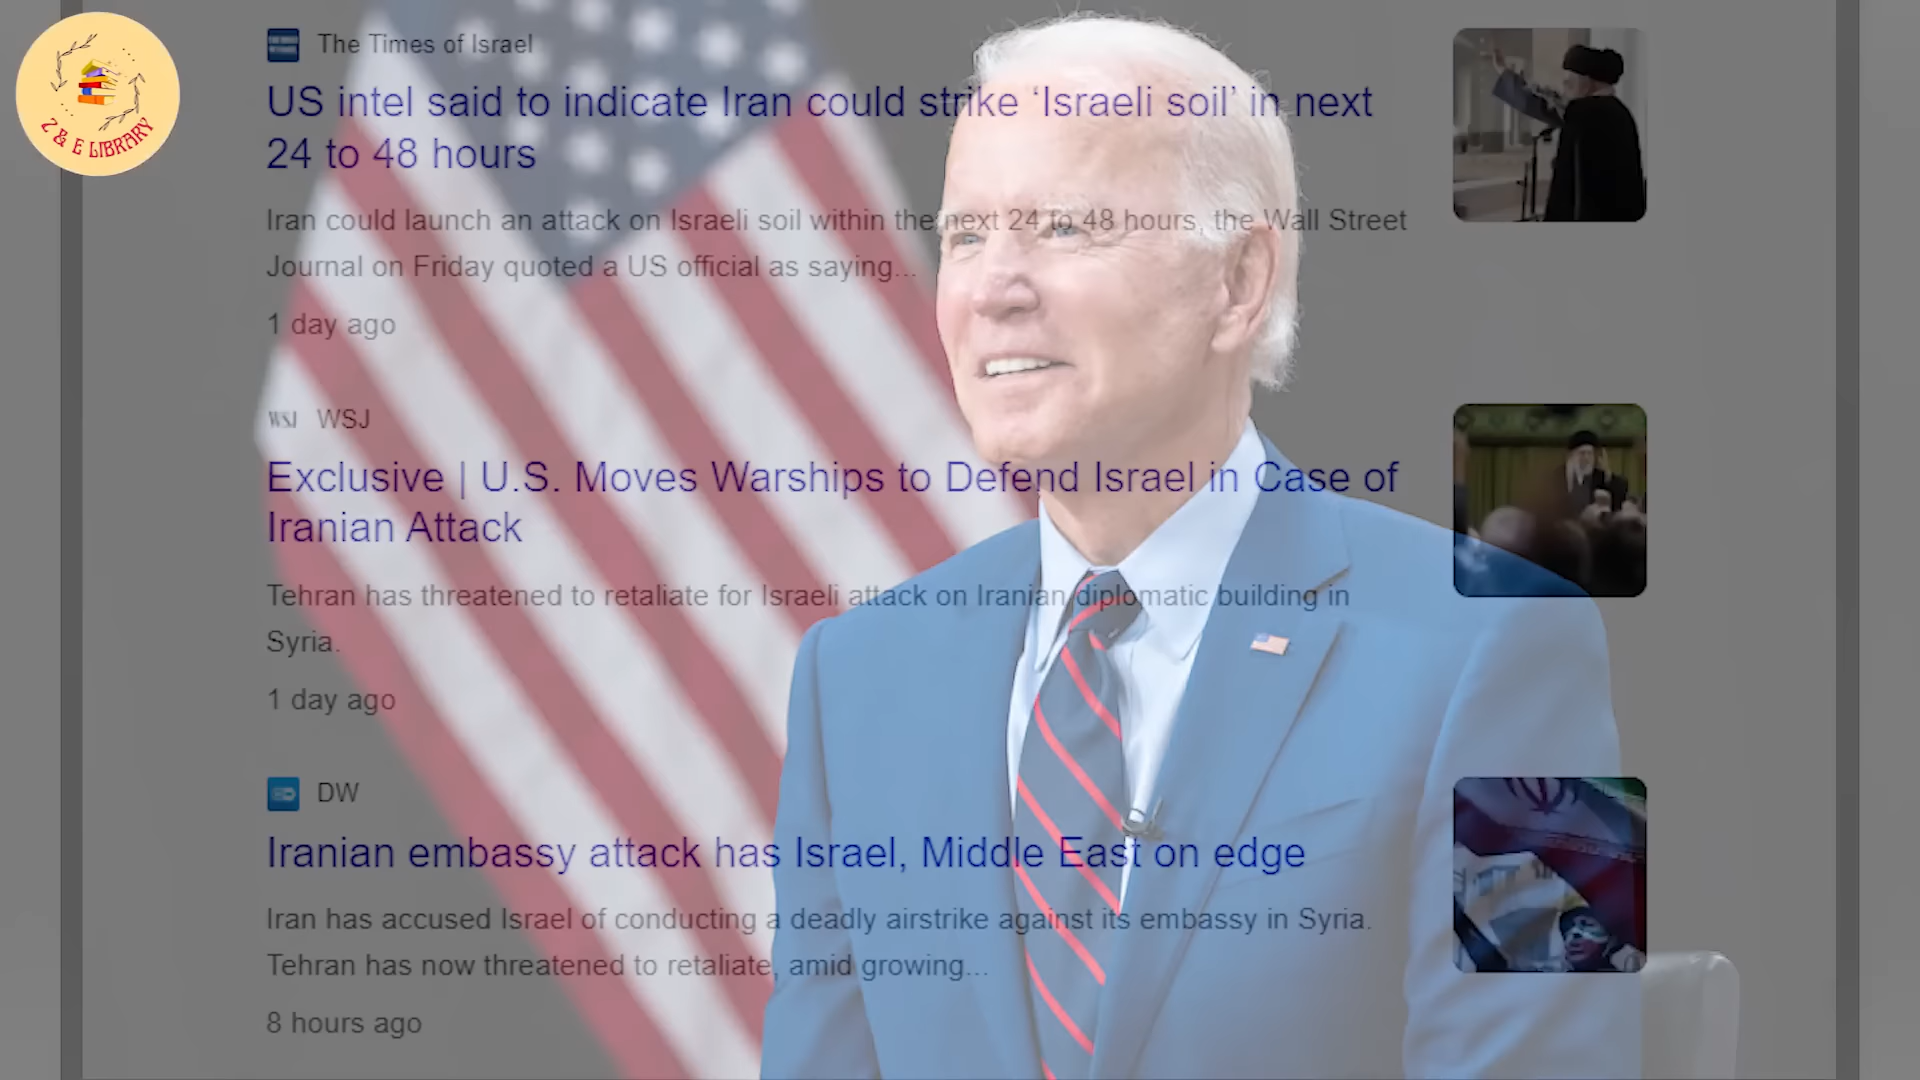 Z & E LIBRARY
The Times of Israel
US intel said to indicate Iran could strike ‘Israeli soil’ in next
24 to 48 hours
Iran could launch an attack on Israeli soil within the next 24 to 48 hours, the Wall Street
Journal on Friday quoted a US official as saying...
1 day ago
WSJ WSJ
Exclusive | U.S. Moves Warships to Defend Israel in Case of
Iranian Attack
Tehran has threatened to retaliate for Israeli attack on Iranian diplomatic building in
Syria.
1 day ago
DW
Iranian embassy attack has Israel, Middle East on edge
Iran has accused Israel of conducting a deadly airstrike against its embassy in Syria.
Tehran has now threatened to retaliate, amid growing...
8 hours ago